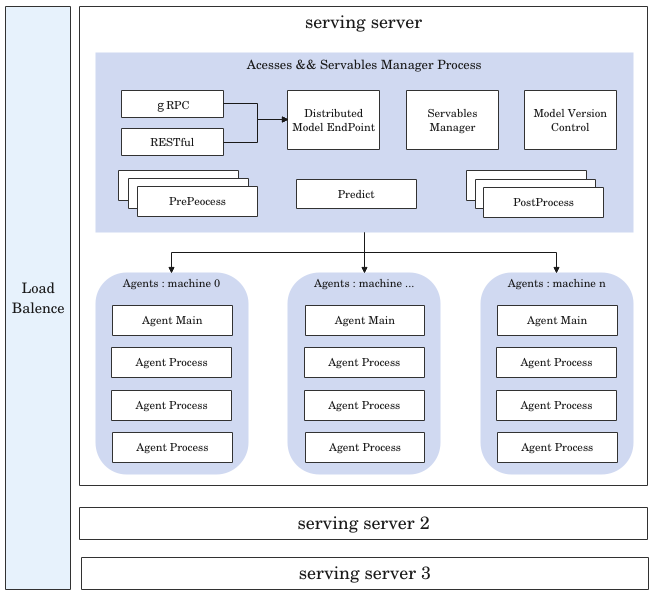 serving server
Acesses && Servables Manager Process
gRPC
RESTful
Distributed
Model EndPoint
Servables
Manager
Model Version
Control
PrePeocess
Predict
PostProcess
Load
Balence
Agents : machine 0
Agent Main
Agent Process
Agent Process
Agent Process
Agents : machine ...
Agent Main
Agent Process
Agent Process
Agent Process
Agents : machine n
Agent Main
Agent Process
Agent Process
Agent Process
serving server 2
serving server 3